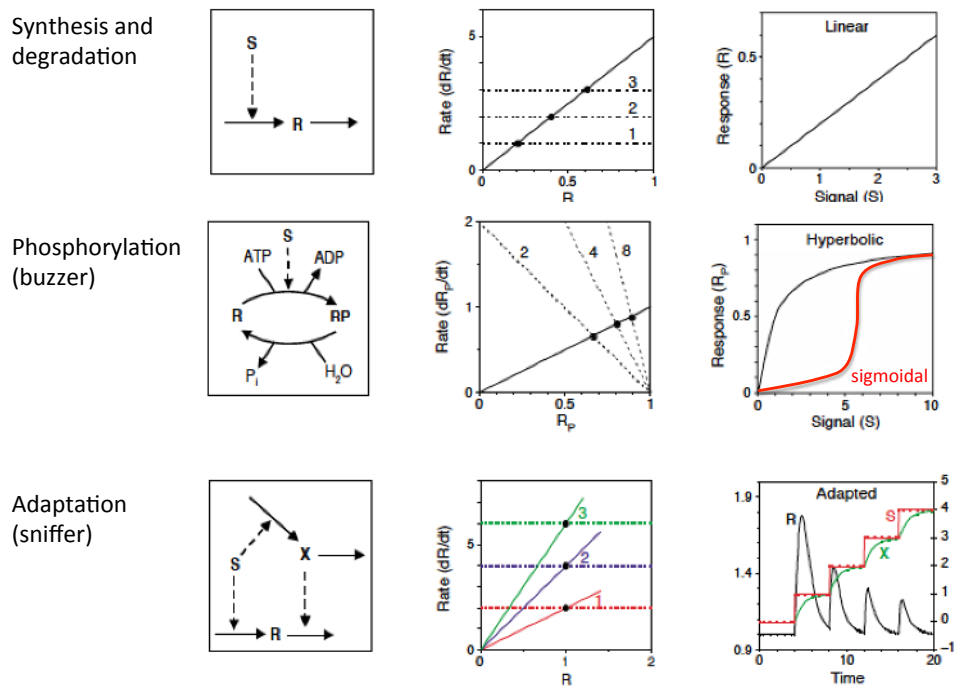 Synthesis and
degradation
S
R
Rate (dR/dt)
5
0
3
2
1
0
0.5
1
R
Linear
Response (R)
0.5
0
0
1
2
3
Signal (S)
Phosphorylation
(buzzer)
S
ATP
ADP
R
RP
Pi
H2O
Rate (dRP/dt)
2
1
0
2
4
8
0
0.5
1
RP
Hyperbolic
Response (RP)
1
0.5
0
sigmoidal
0
5
10
Signal (S)
Adaptation
(sniffer)
S
X
R
Rate (dR/dt)
5
0
3
2
1
0
1
2
R
Adapted
1.9
1.4
0.9
R
S
X
5
4
3
2
1
0
–1
0
10
20
Time